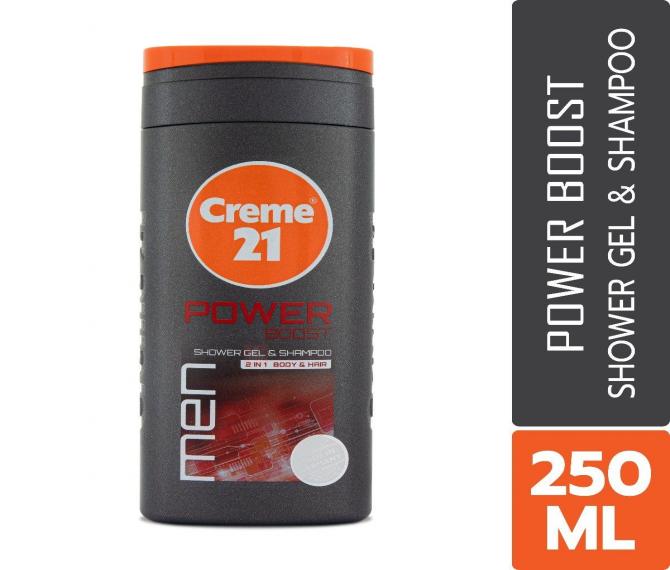 Creme®
21
POWER
BOOST
SHOWER GEL & SHAMPOO
2 IN 1 BODY & HAIR
men
POWER BOOST
SHOWER GEL & SHAMPOO
250
ML